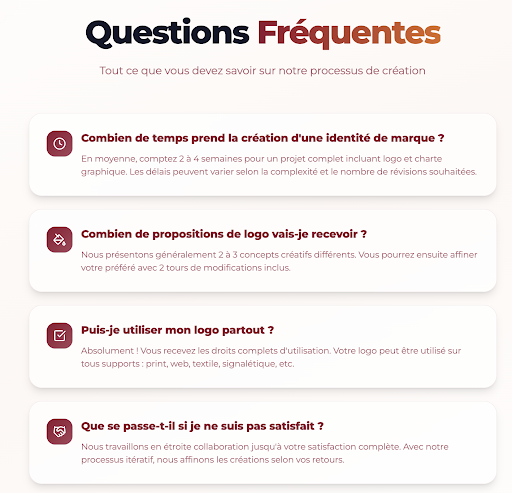 Questions Fréquentes
Tout ce que vous devez savoir sur notre processus de création
Combien de temps prend la création d'une identité de marque ?
En moyenne, comptez 2 à 4 semaines pour un projet complet incluant logo et charte
graphique. Les délais peuvent varier selon la complexité et le nombre de révisions souhaitées.
Combien de propositions de logo vais-je recevoir ?
Nous présentons généralement 2 à 3 concepts créatifs différents. Vous pourrez ensuite affiner
votre préféré avec 2 tours de modifications inclus.
Puis-je utiliser mon logo partout ?
Absolument ! Vous recevez les droits complets d'utilisation. Votre logo peut être utilisé sur
tous supports : print, web, textile, signalétique, etc.
Que se passe-t-il si je ne suis pas satisfait ?
Nous travaillons en étroite collaboration jusqu'à votre satisfaction complète. Avec notre
processus itératif, nous affinons les créations selon vos retours.